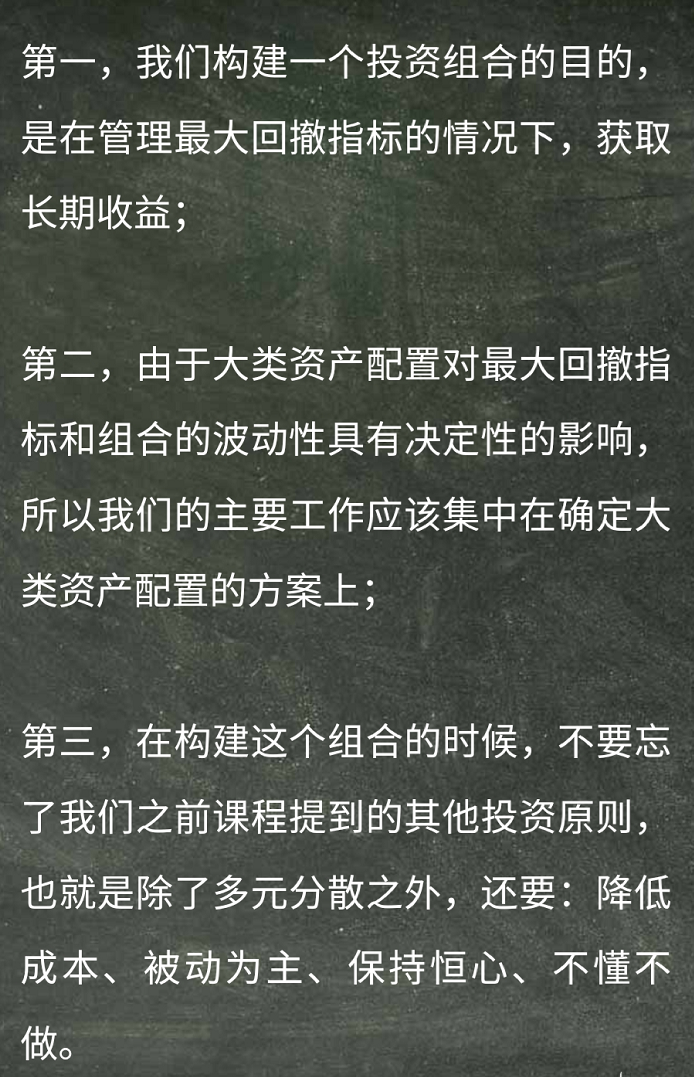 第一，我们构建一个投资组合的目的，
是在管理最大回撤指标的情况下，获取
长期收益；
第二，由于大类资产配置对最大回撤指
标和组合的波动性具有决定性的影响，
所以我们的主要工作应该集中在确定大
类资产配置的方案上；
第三，在构建这个组合的时候，不要忘
了我们之前课程提到的其他投资原则，
也就是除了多元分散之外，还要：降低
成本、被动为主、保持恒心、不懂不
做。